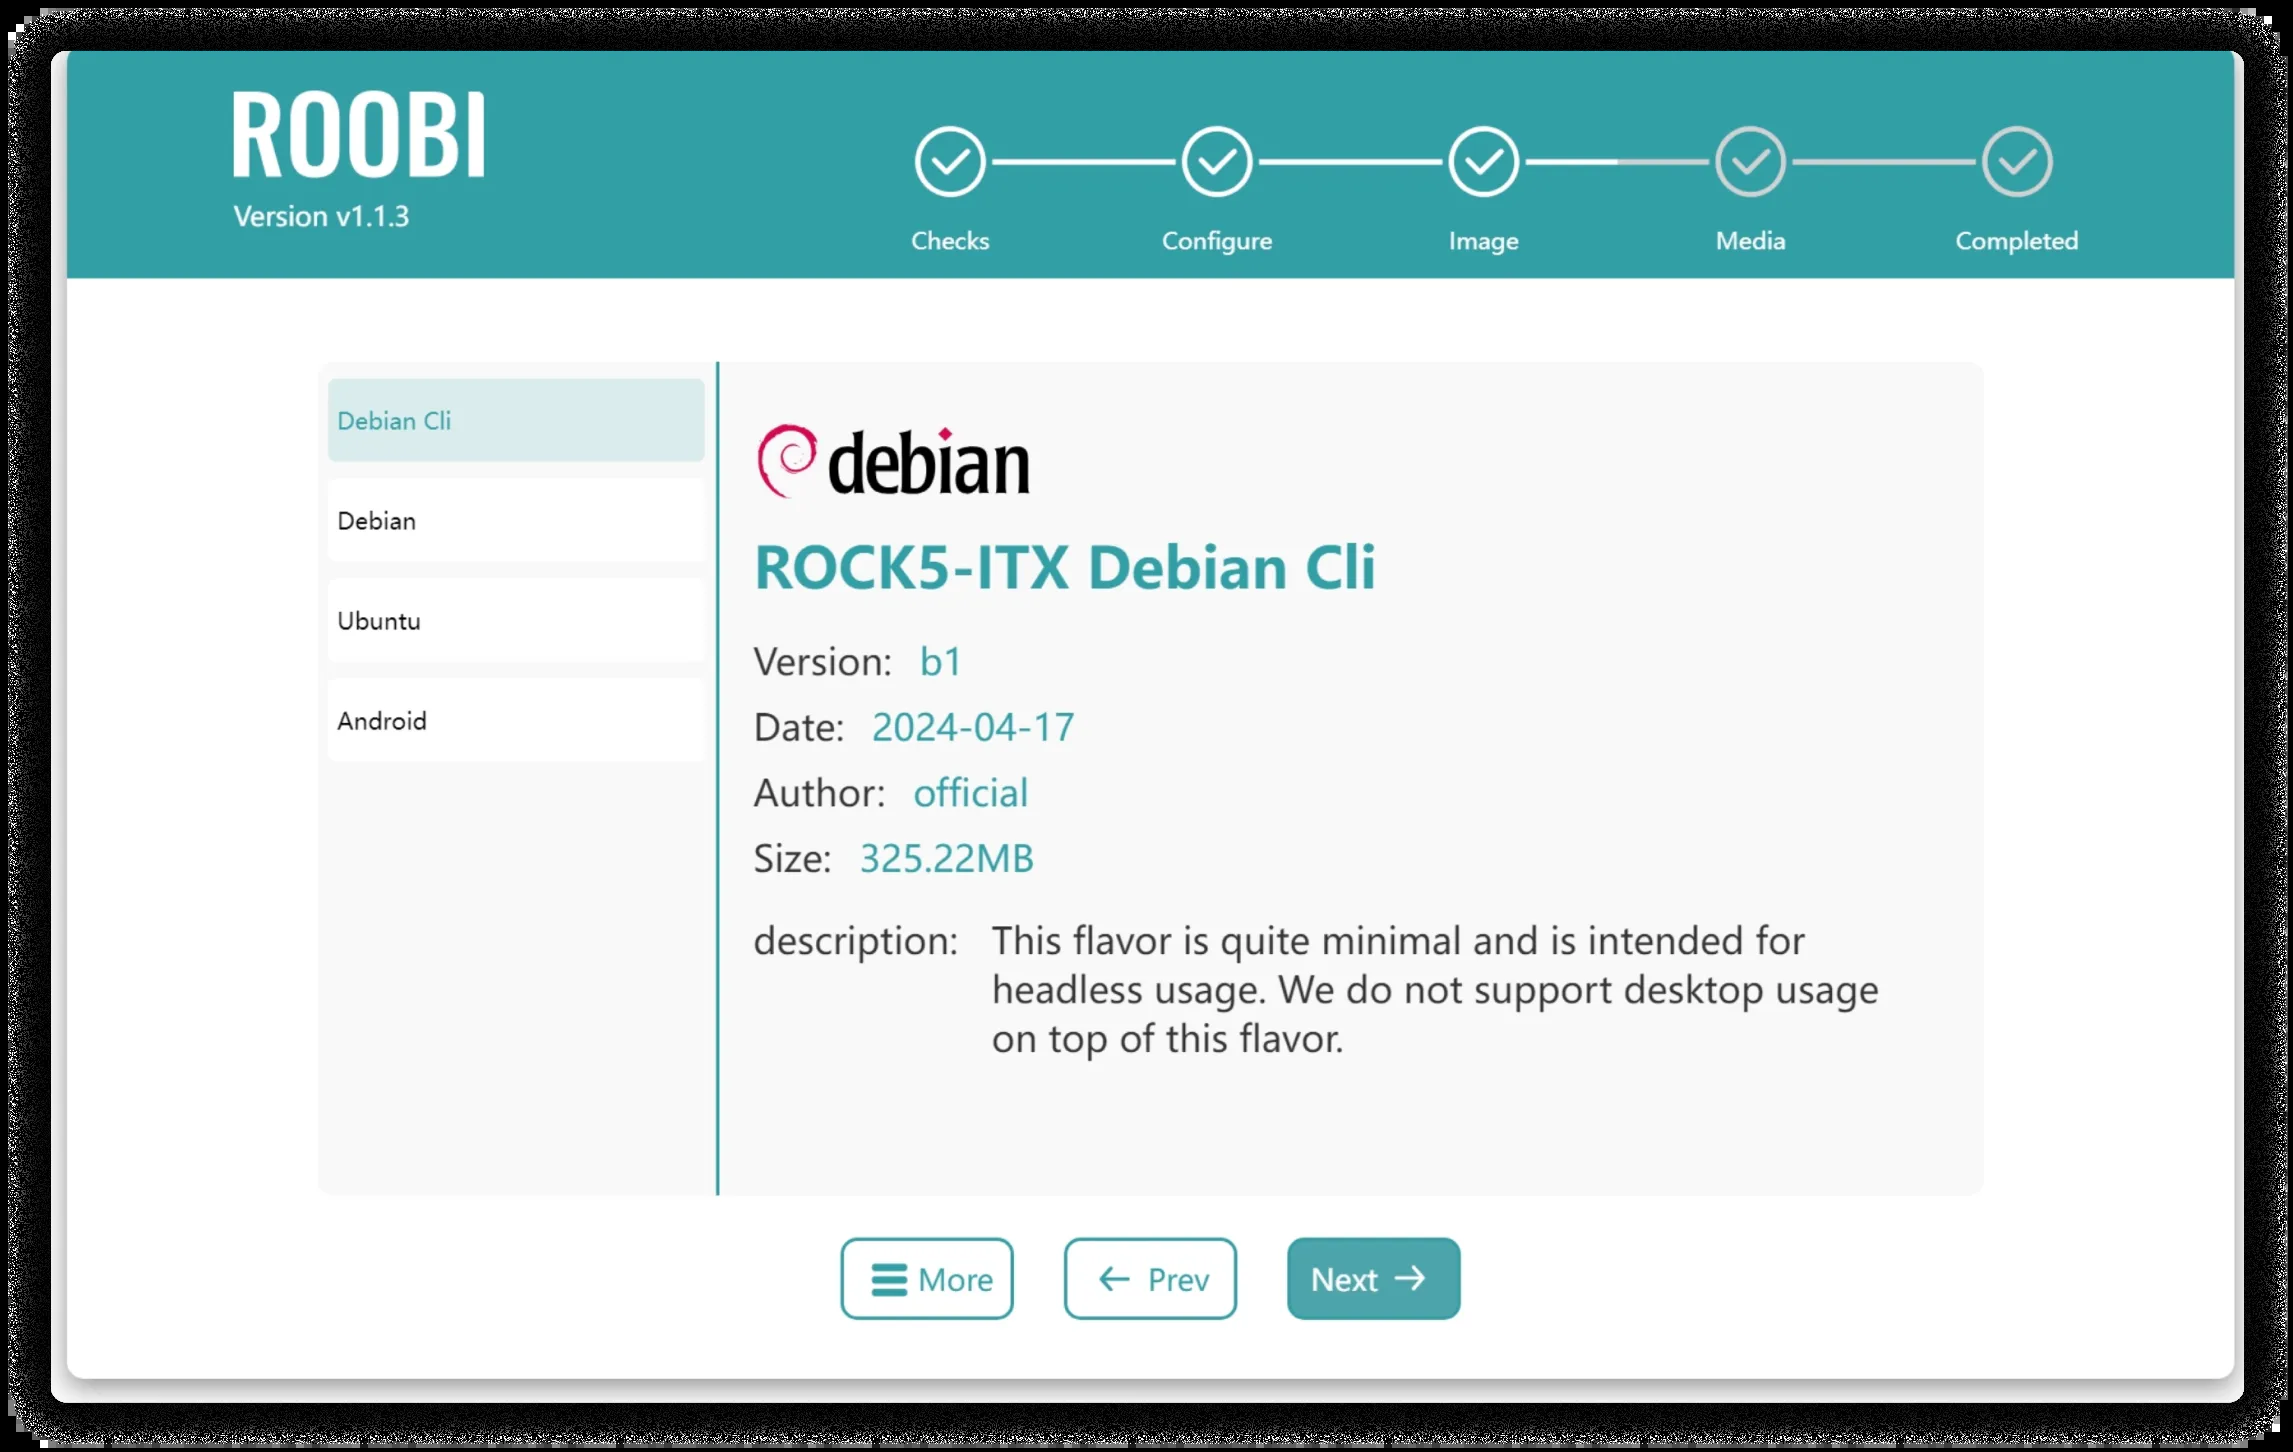 ROOBI
Version v1.1.3
Checks
Configure
Image
Media
Completed
Debian Cli
Debian
Ubuntu
Android
debian
ROCK5-ITX Debian Cli
Version: b1
Date: 2024-04-17
Author: official
Size: 325.22MB
description: This flavor is quite minimal and is intended for
headless usage. We do not support desktop usage
on top of this flavor.
More
Prev
Next